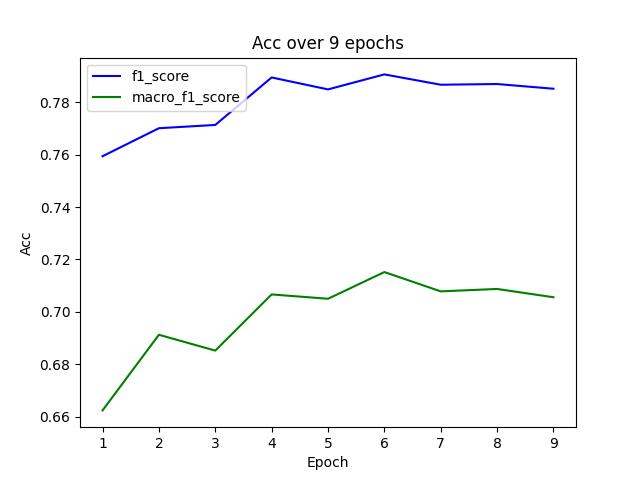 Acc over 9 epochs
f1_score
macro_f1_score
0.78
0.76
0.74
0.72
0.70
0.68
0.66
Acc
1 2 3 4 5 6 7 8 9
Epoch